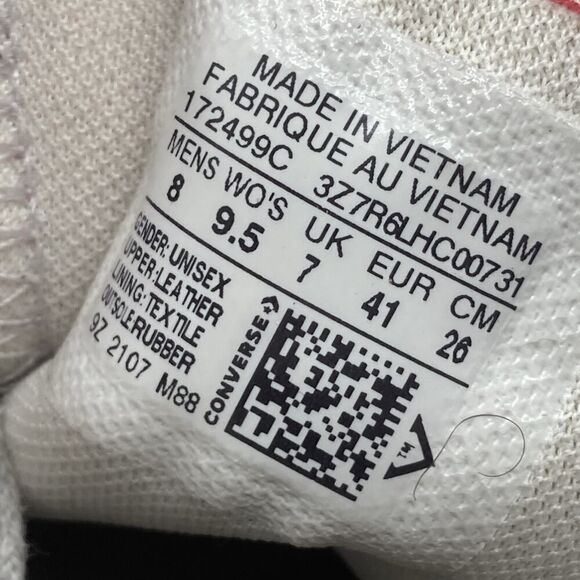 MADE IN VIETNAM
FABRIQUE AU VIETNAM
172499C 3Z7R6LHC00731
MENS WO'S UK EUR CM
8 9.5 7 41 26
GENDER: UNISEX
UPPER: LEATHER
LINING: TEXTILE
OUTSOLE:RUBBER
9Z 2107 M88
CONVERSE
TM